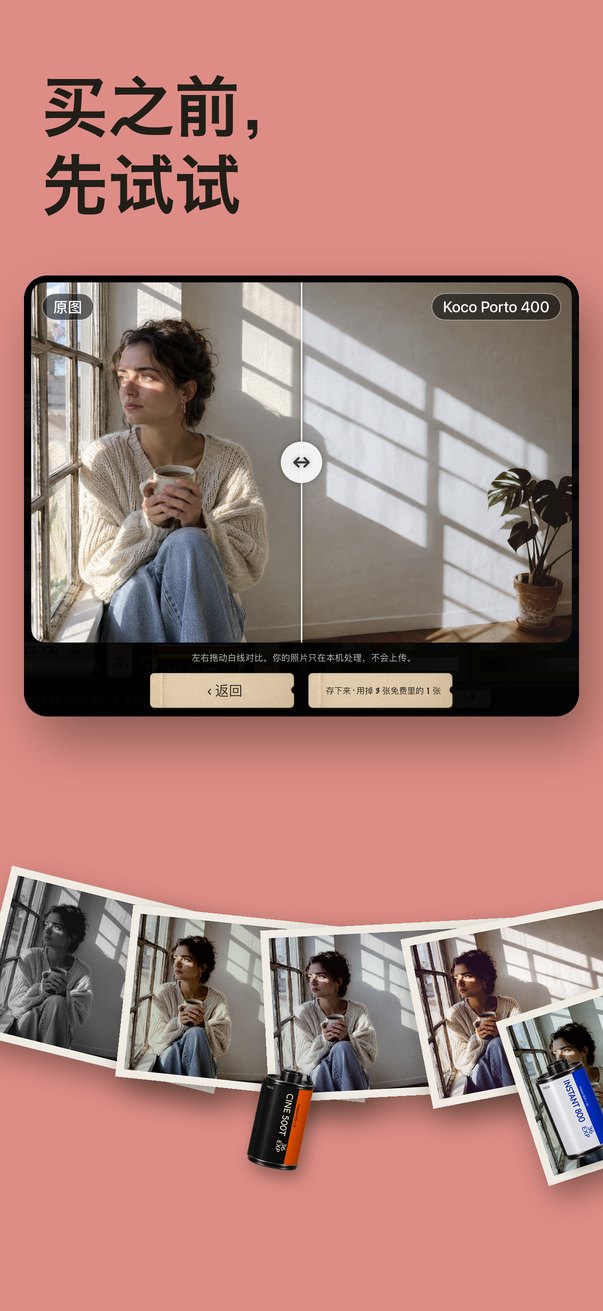 买之前，
先试试
原图
Koco Porto 400
左右拖动白线对比。你的照片只在本机处理，不会上传。
‹ 返回
存下来 · 用掉 3 张免费里的 1 张
CINE 500T
36
EXP
INSTANT 800
36
EXP